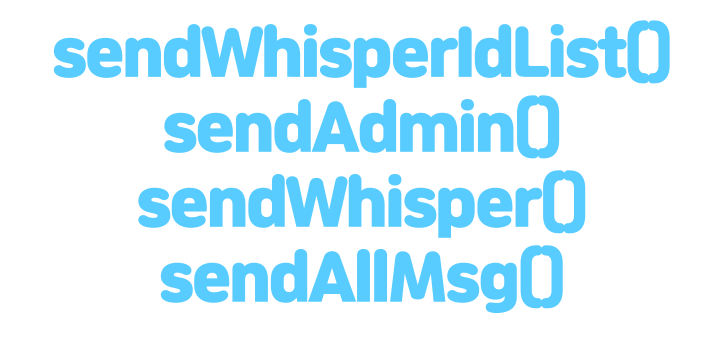 sendWhisperIdList()
sendAdmin()
sendWhisper()
sendAllMsg()